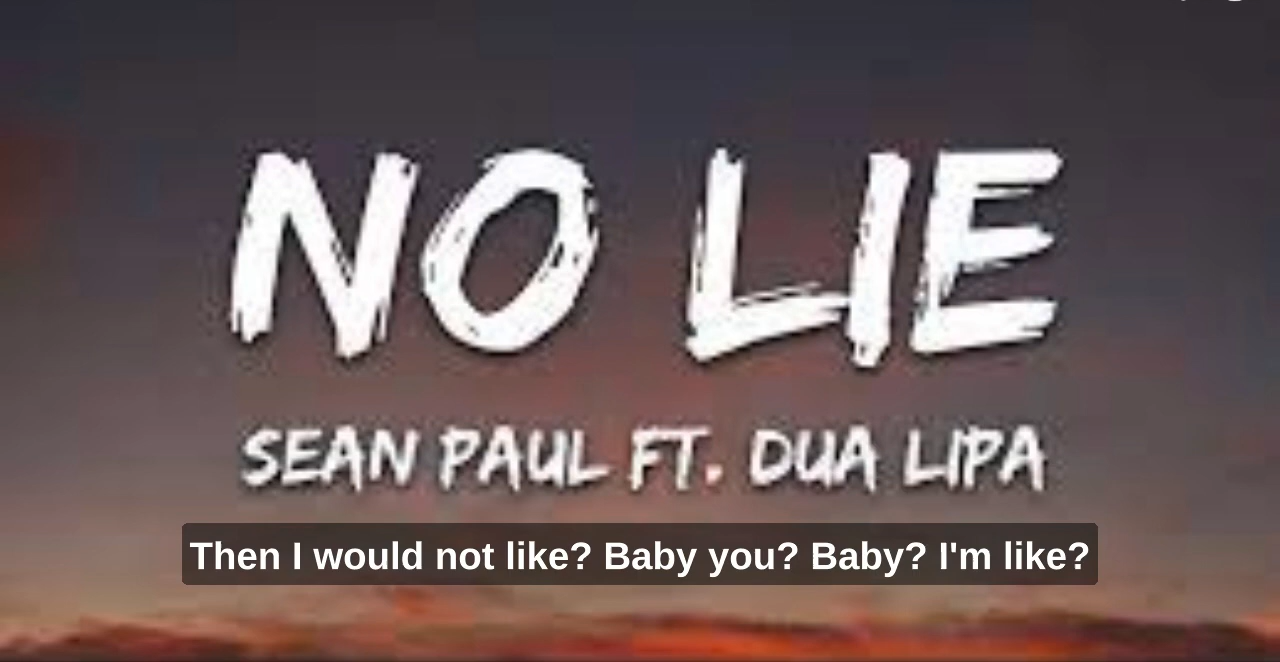 NO LIE
SEAN PAUL FT. DUA LIPA
Then I would not like? Baby you? Baby? I'm like?